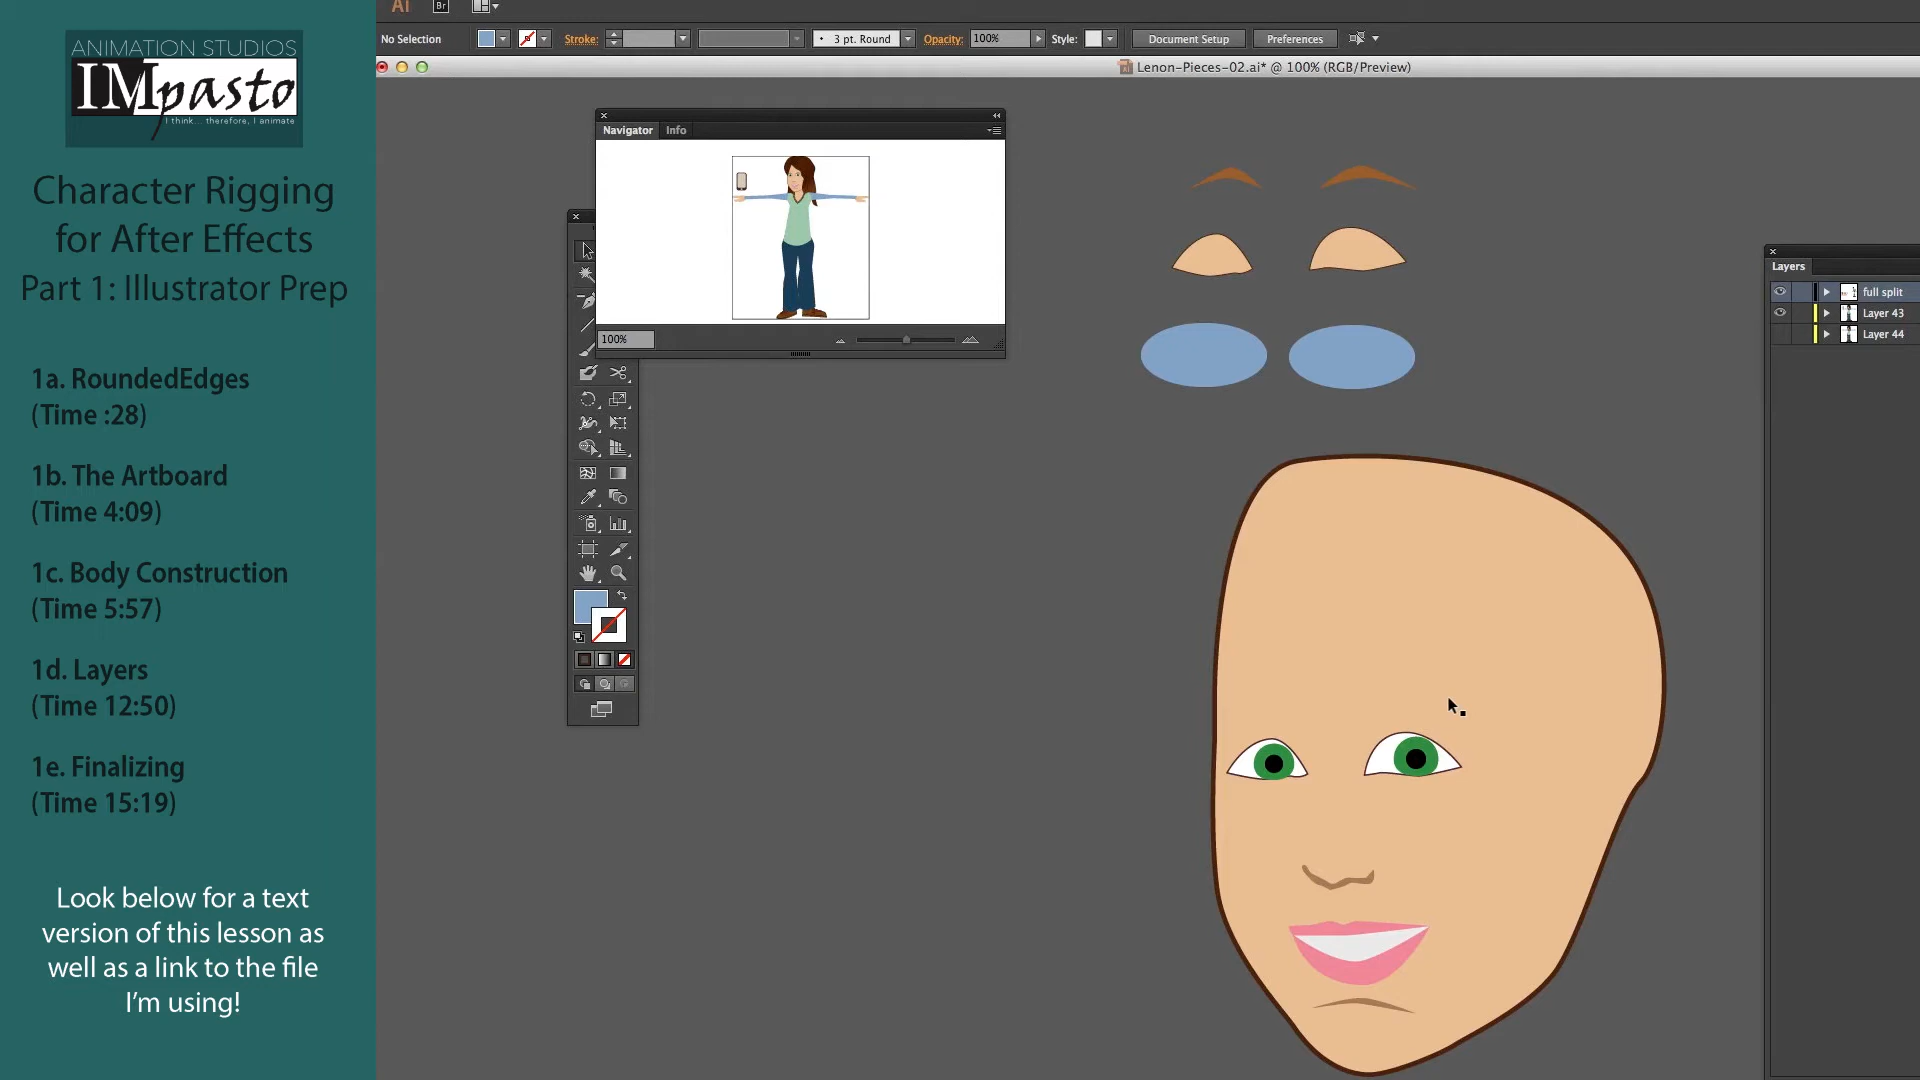 ANIMATION STUDIOS
IMpasto
I think... therefore, I animate
Character Rigging
for After Effects
Part 1: Illustrator Prep
1a. RoundedEdges
(Time :28)
1b. The Artboard
(Time 4:09)
1c. Body Construction
(Time 5:57)
1d. Layers
(Time 12:50)
1e. Finalizing
(Time 15:19)
Look below for a text
version of this lesson as
well as a link to the file
I'm using!
Ai Br
No Selection Stroke: 3 pt. Round Opacity: 100% Style: Document Setup Preferences
Lenon-Pieces-02.ai* @ 100% (RGB/Preview)
Navigator Info
100%
Layers
full split
Layer 43
Layer 44